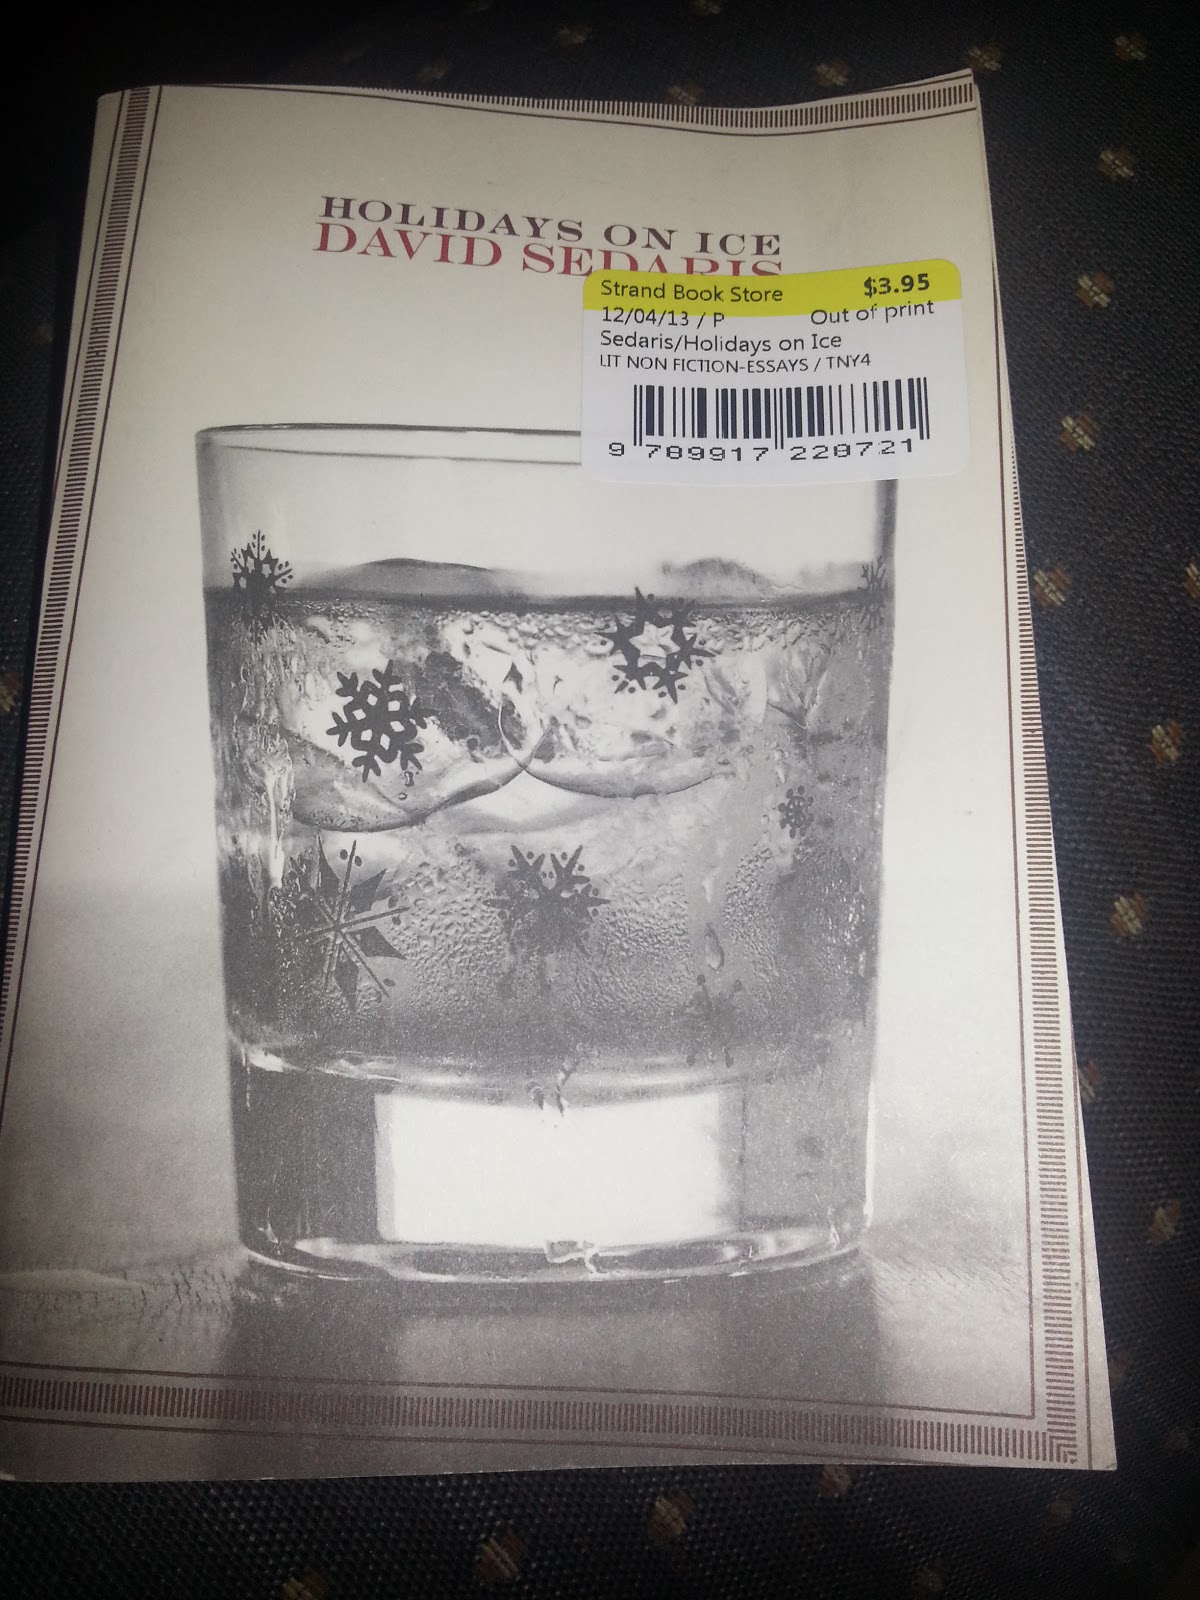 HOLIDAYS ON ICE
DAVID SEDARIS
Strand Book Store $3.95
12/04/13 / P Out of print
Sedaris/Holidays on Ice
LIT NON FICTION-ESSAYS / TNY4
9 789917 228721